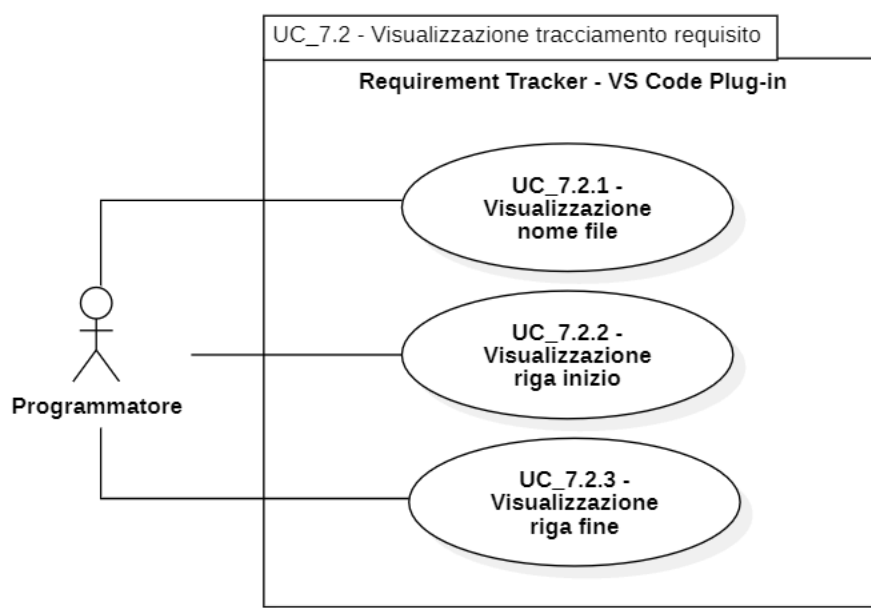 UC_7.2 - Visualizzazione tracciamento requisito
Requirement Tracker - VS Code Plug-in
UC_7.2.1 -
Visualizzazione
nome file
UC_7.2.2 -
Visualizzazione
riga inizio
Programmatore
UC_7.2.3 -
Visualizzazione
riga fine